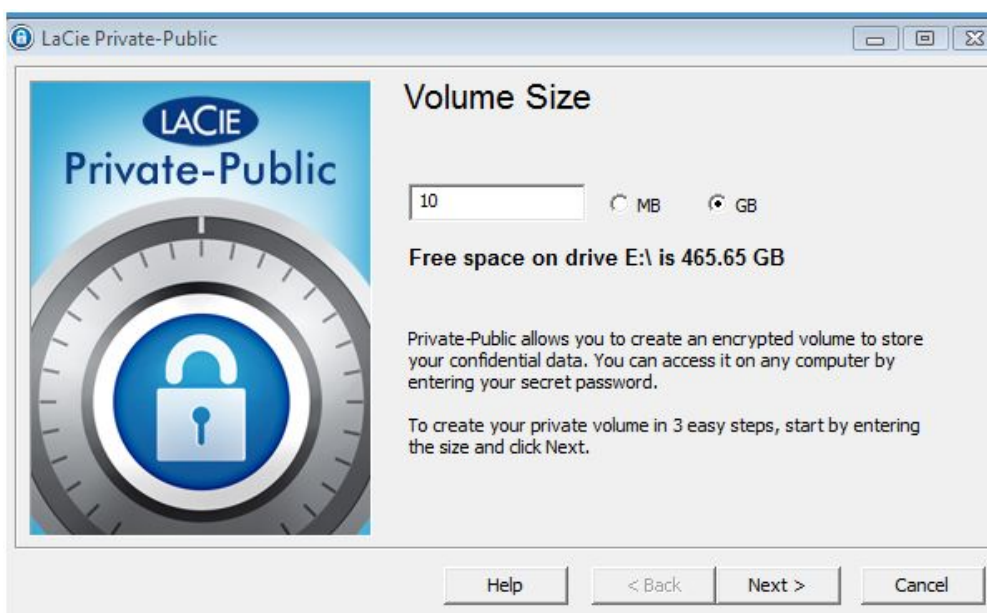 LaCie Private-Public
LACIE
Private-Public
Volume Size
10
MB
GB
Free space on drive E:\ is 465.65 GB
Private-Public allows you to create an encrypted volume to store
your confidential data. You can access it on any computer by
entering your secret password.
To create your private volume in 3 easy steps, start by entering
the size and click Next.
Help
< Back
Next >
Cancel